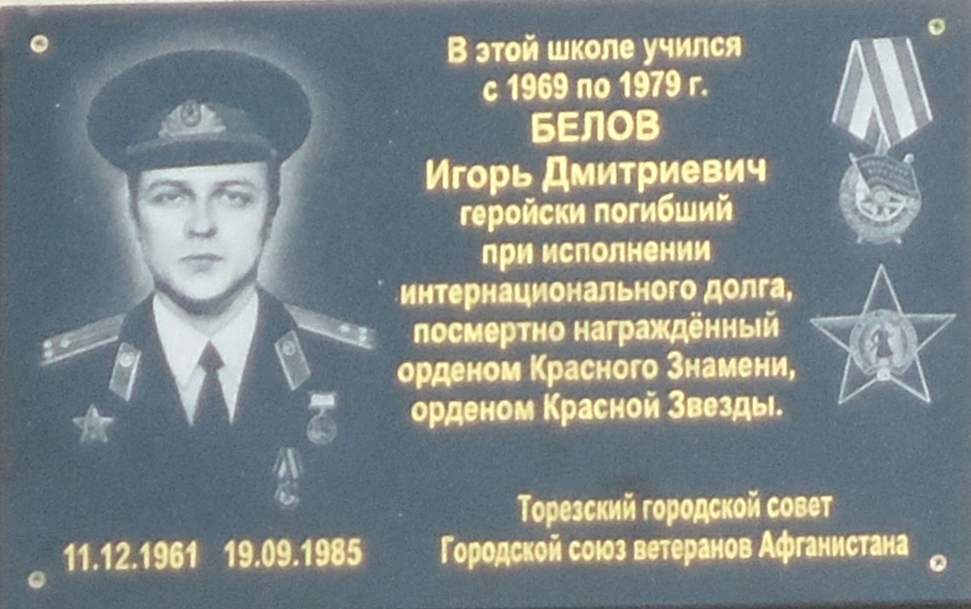 В этой школе учился
с 1969 по 1979 г.
БЕЛОВ
Игорь Дмитриевич
геройски погибший
при исполнении
интернационального долга,
посмертно награждённый
орденом Красного Знамени,
орденом Красной Звезды.
11.12.1961 19.09.1985
Торезский городской совет
Городской союз ветеранов Афганистана